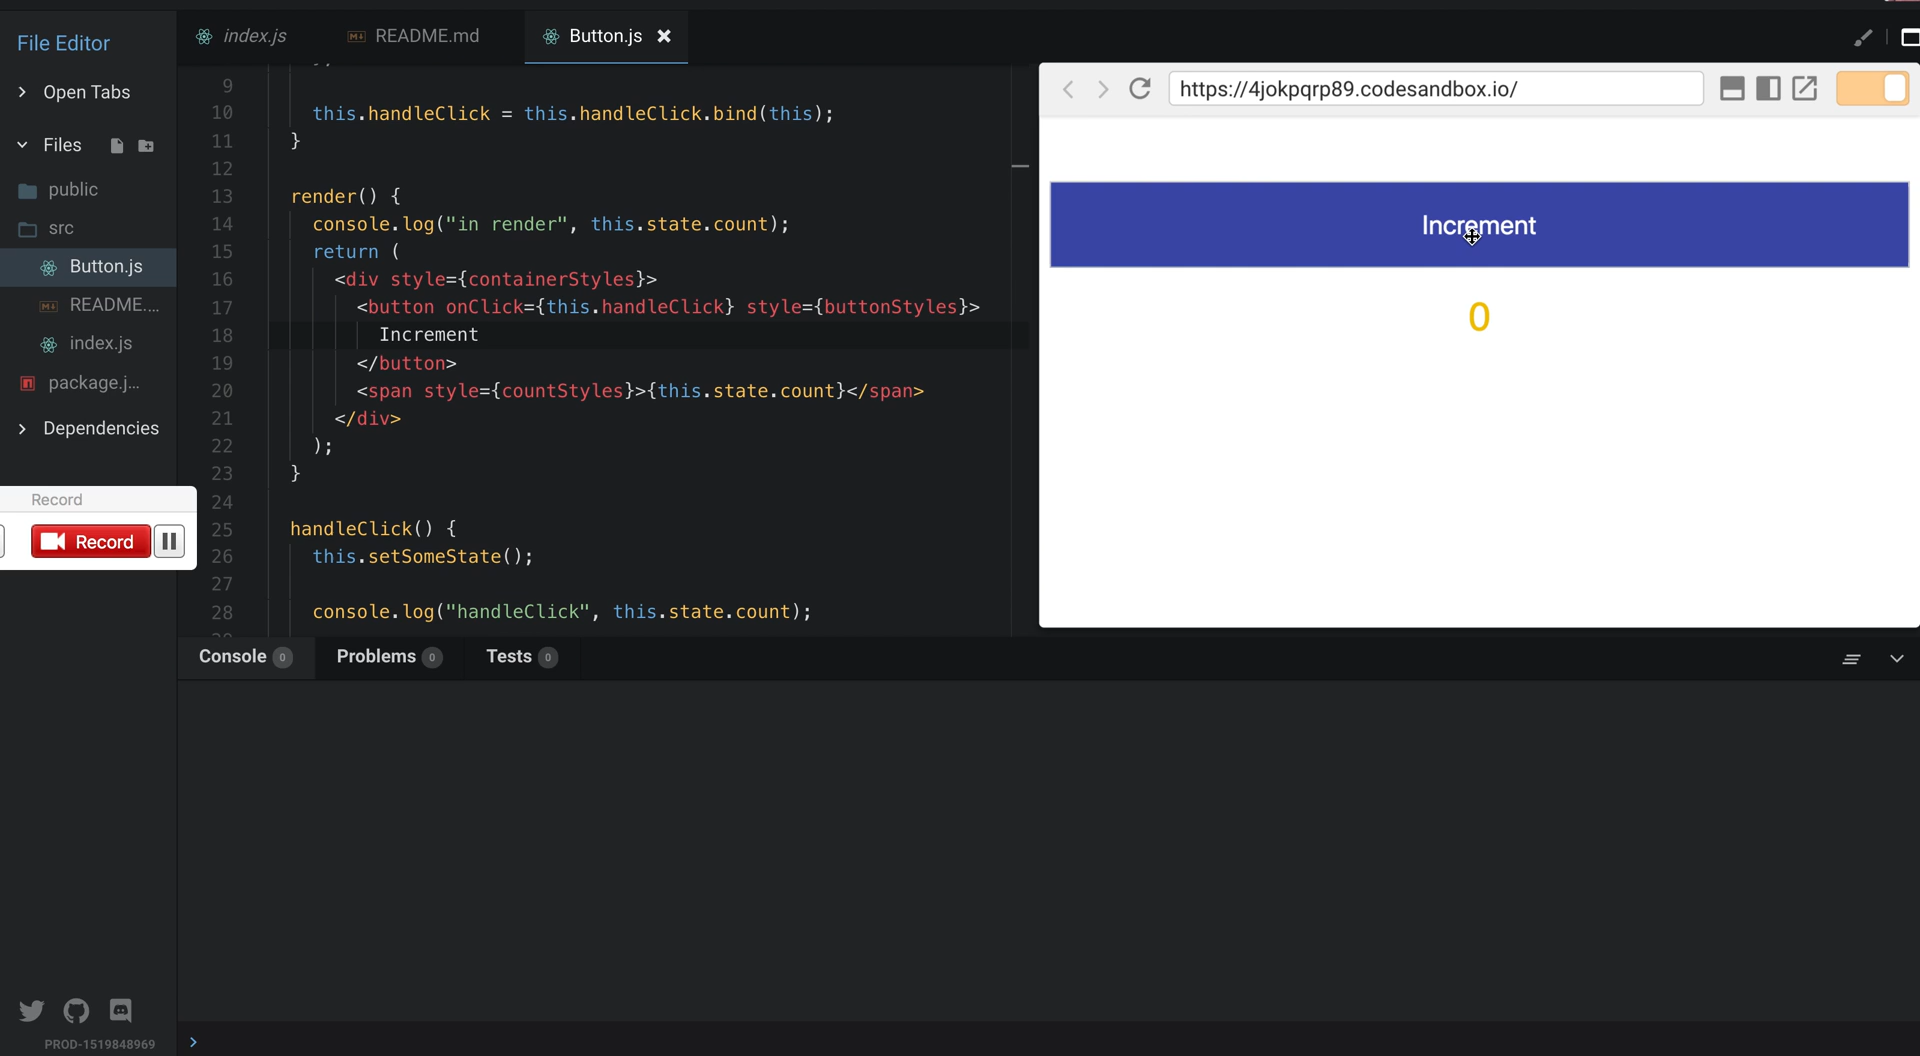 File Editor
Open Tabs
Files
public
src
Button.js
README....
index.js
package.j...
Dependencies
Record
Record
PROD-1519848969
index.js
README.md
Button.js
9
10 this.handleClick = this.handleClick.bind(this);
11 }
12
13 render() {
14 console.log("in render", this.state.count);
15 return (
16 <div style={containerStyles}>
17 <button onClick={this.handleClick} style={buttonStyles}>
18 Increment
19 </button>
20 <span style={countStyles}>{this.state.count}</span>
21 </div>
22 );
23 }
24
25 handleClick() {
26 this.setSomeState();
27
28 console.log("handleClick", this.state.count);
https://4jokpqrp89.codesandbox.io/
Increment
0
Console 0 Problems 0 Tests 0